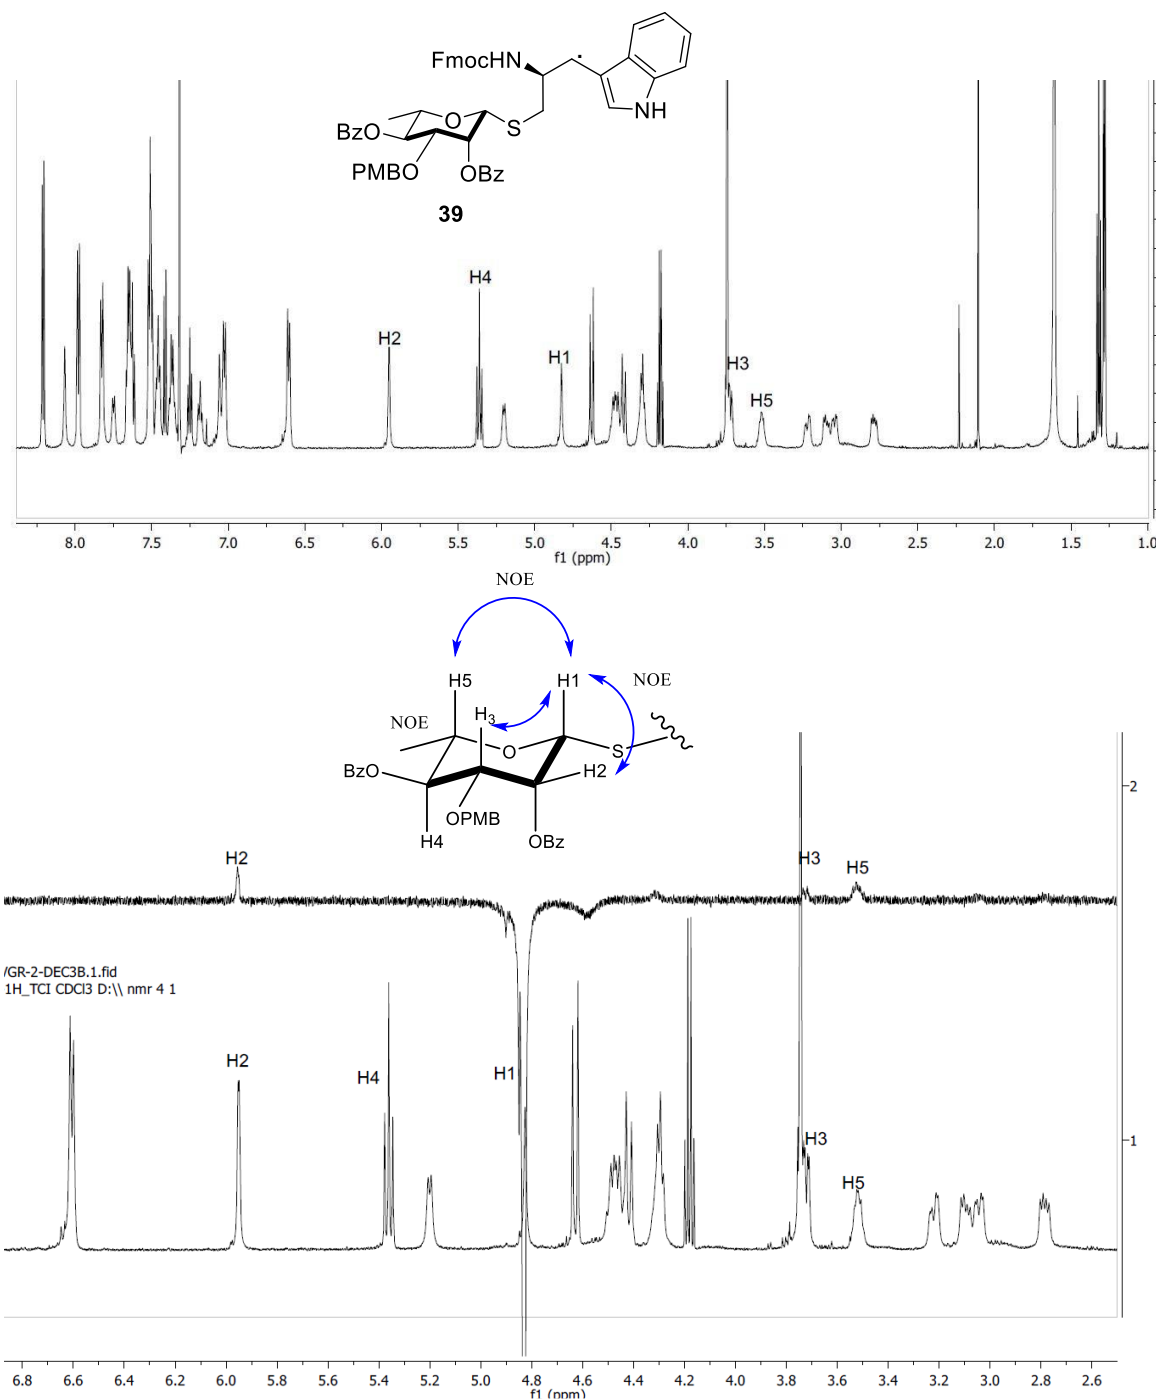 FmocHN
NH
O
S
BzO
PMBO
OBz
39
H2
H4
H1
H3
H5
8.0 7.5 7.0 6.5 6.0 5.5 5.0 4.5 4.0 3.5 3.0 2.5 2.0 1.5 1.0
f1 (ppm)
NOE
H5
H1
NOE
H3
NOE
O
S
BzO
H2
OPMB
H4
OBz
2
H2
H3
H5
/GR-2-DEC3B.1.fid
1H_TCI CDCl3 D:\\ nmr 4 1
H2
H4
H1
H3
H5
1
6.8 6.6 6.4 6.2 6.0 5.8 5.6 5.4 5.2 5.0 4.8 4.6 4.4 4.2 4.0 3.8 3.6 3.4 3.2 3.0 2.8 2.6
f1 (ppm)